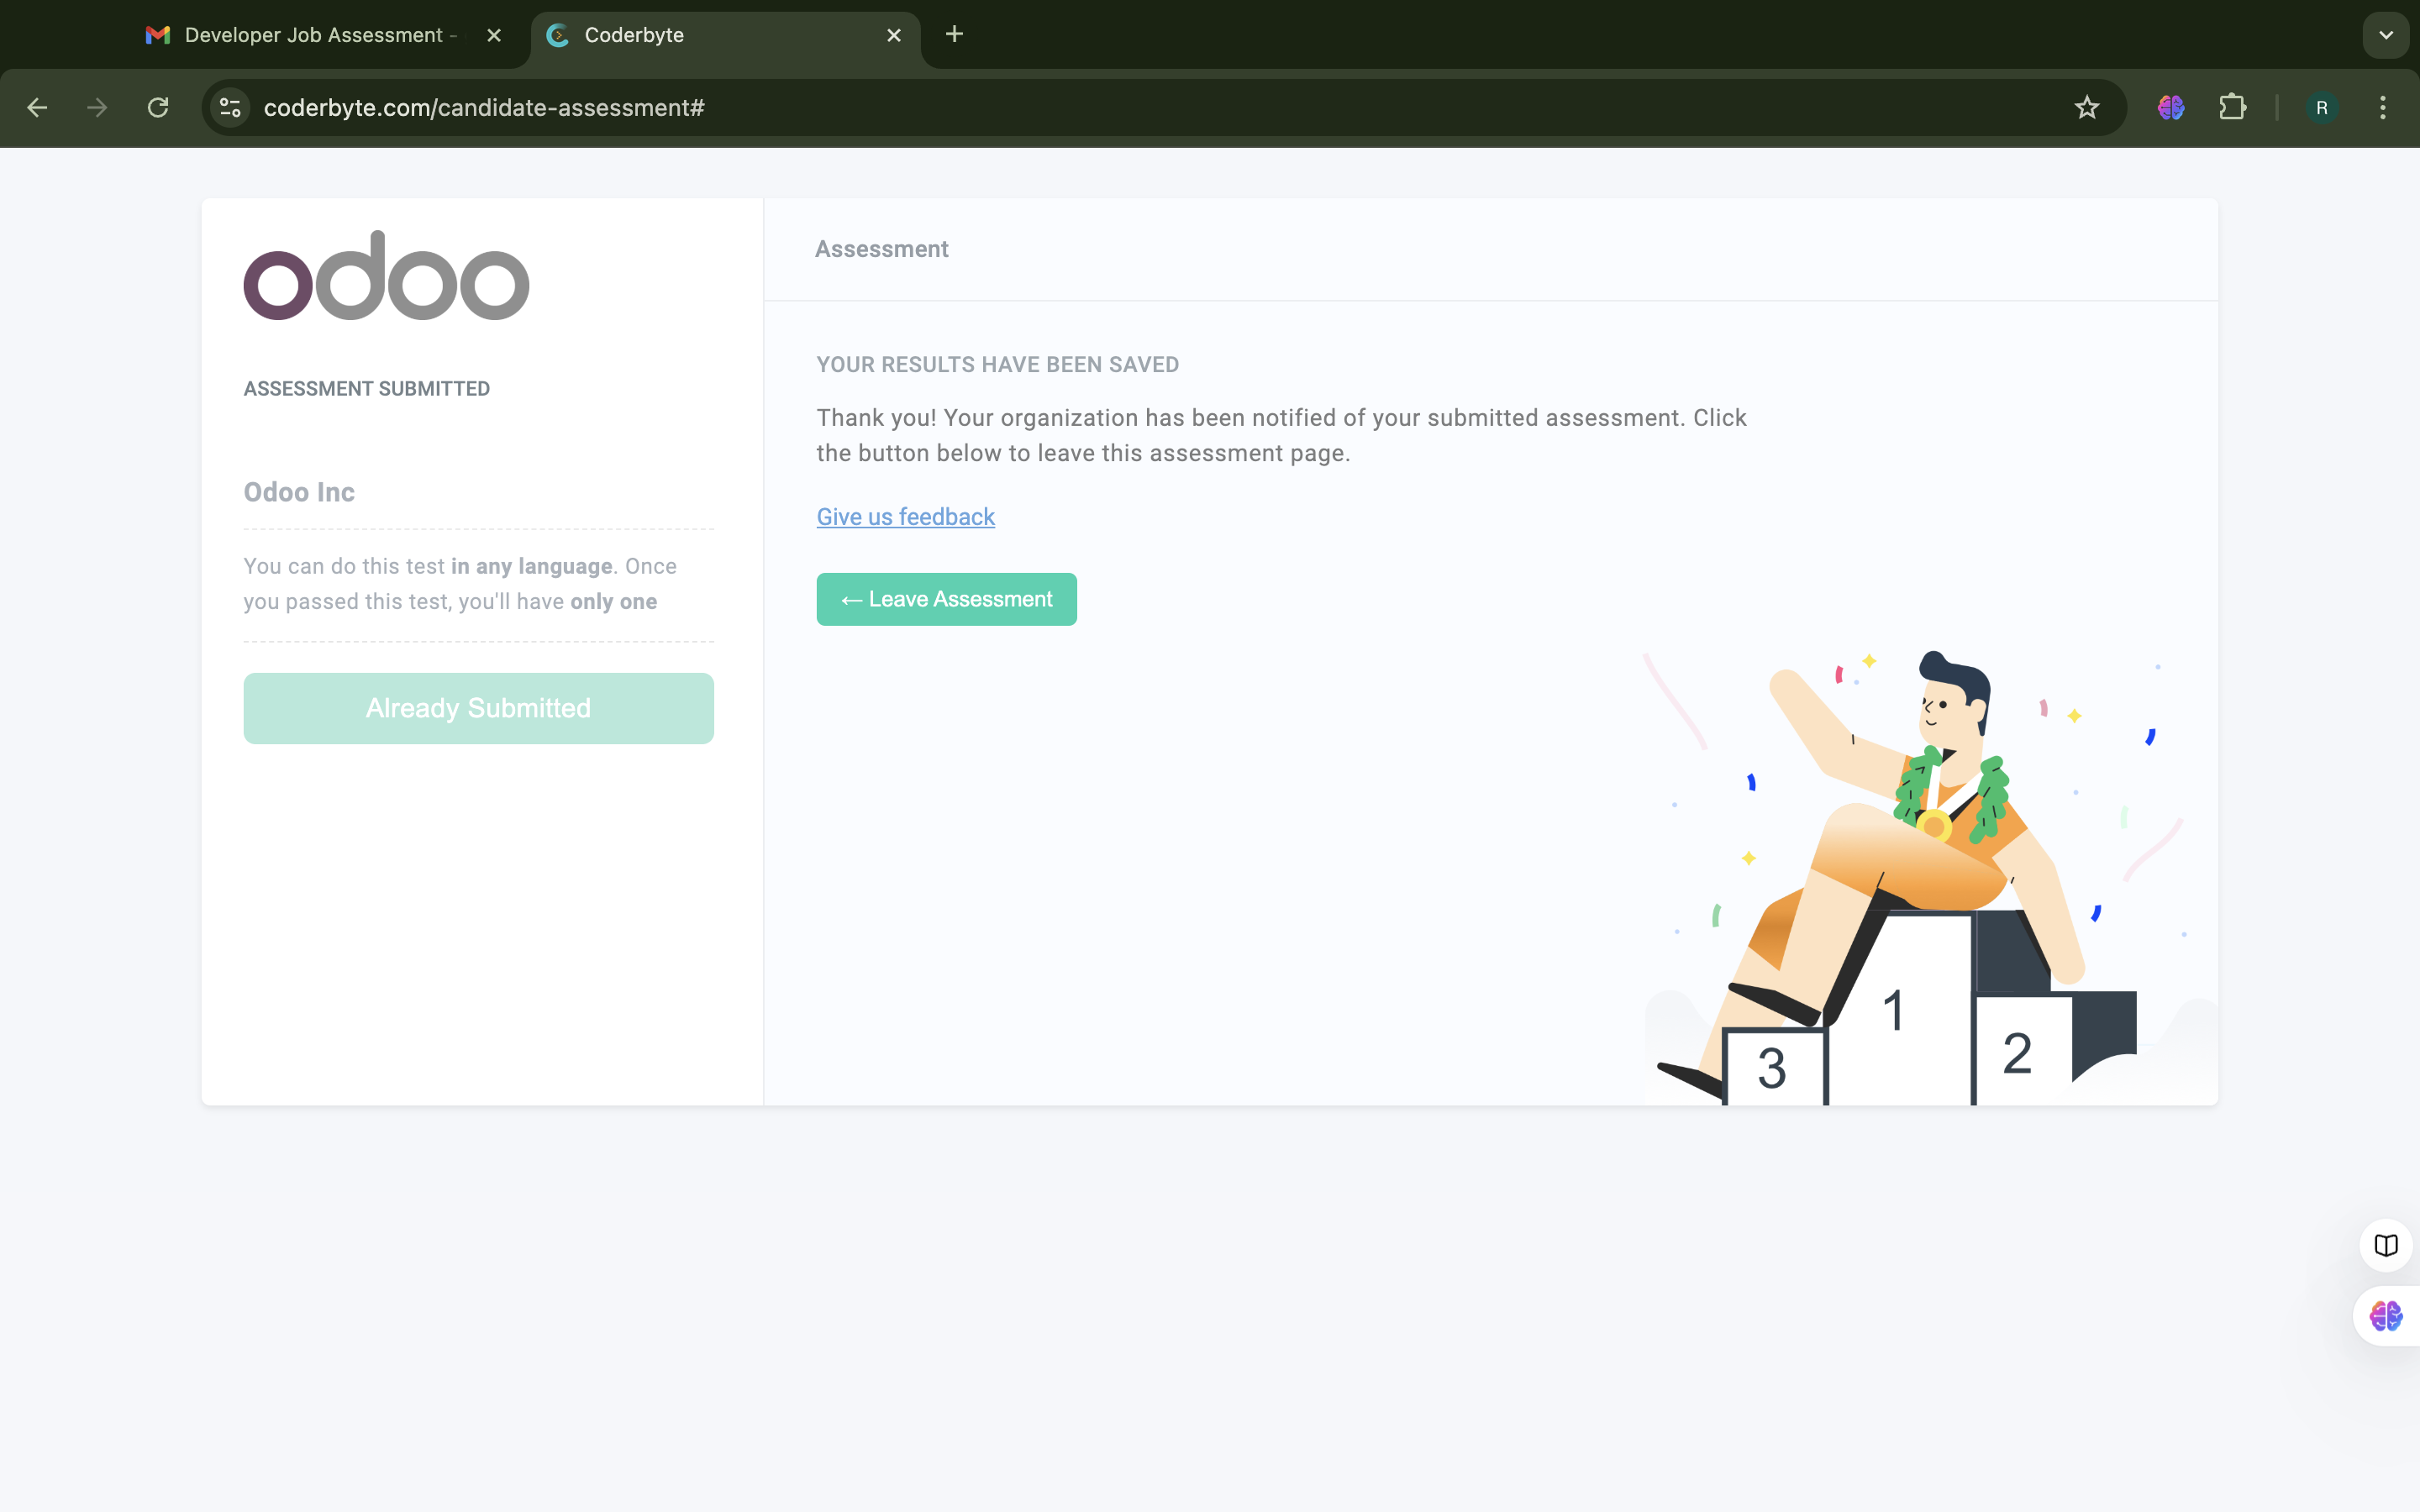 Developer Job Assessment -
Coderbyte
coderbyte.com/candidate-assessment#
R
odoo
ASSESSMENT SUBMITTED
Odoo Inc
You can do this test in any language. Once
you passed this test, you'll have only one
Already Submitted
Assessment
YOUR RESULTS HAVE BEEN SAVED
Thank you! Your organization has been notified of your submitted assessment. Click
the button below to leave this assessment page.
Give us feedback
← Leave Assessment
1
2
3